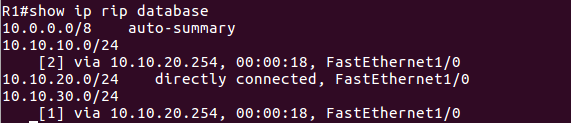 R1#show ip rip database
10.0.0.0/8    auto-summary
10.10.10.0/24
    [2] via 10.10.20.254, 00:00:18, FastEthernet1/0
10.10.20.0/24    directly connected, FastEthernet1/0
10.10.30.0/24
    [1] via 10.10.20.254, 00:00:18, FastEthernet1/0